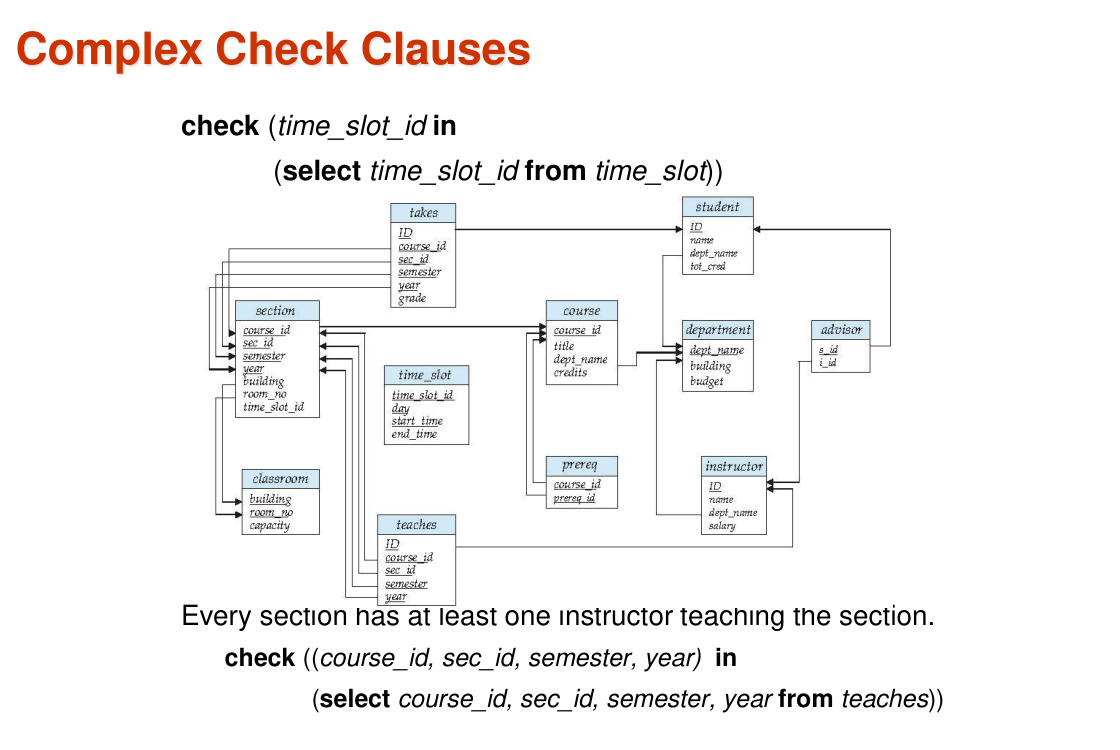 Complex Check Clauses
check (time_slot_id in
(select time_slot_id from time_slot))
takes
ID
course_id
sec_id
semester
year
grade
student
ID
name
dept_name
tot_cred
section
course_id
sec_id
semester
year
building
room_no
time_slot_id
course
course_id
title
dept_name
credits
department
dept_name
building
budget
advisor
s_id
i_id
time_slot
time_slot_id
day
start_time
end_time
prereq
course_id
prereq_id
instructor
ID
name
dept_name
salary
classroom
building
room_no
capacity
teaches
ID
course_id
sec_id
semester
year
Every section has at least one instructor teaching the section.
check ((course_id, sec_id, semester, year) in
(select course_id, sec_id, semester, year from teaches))